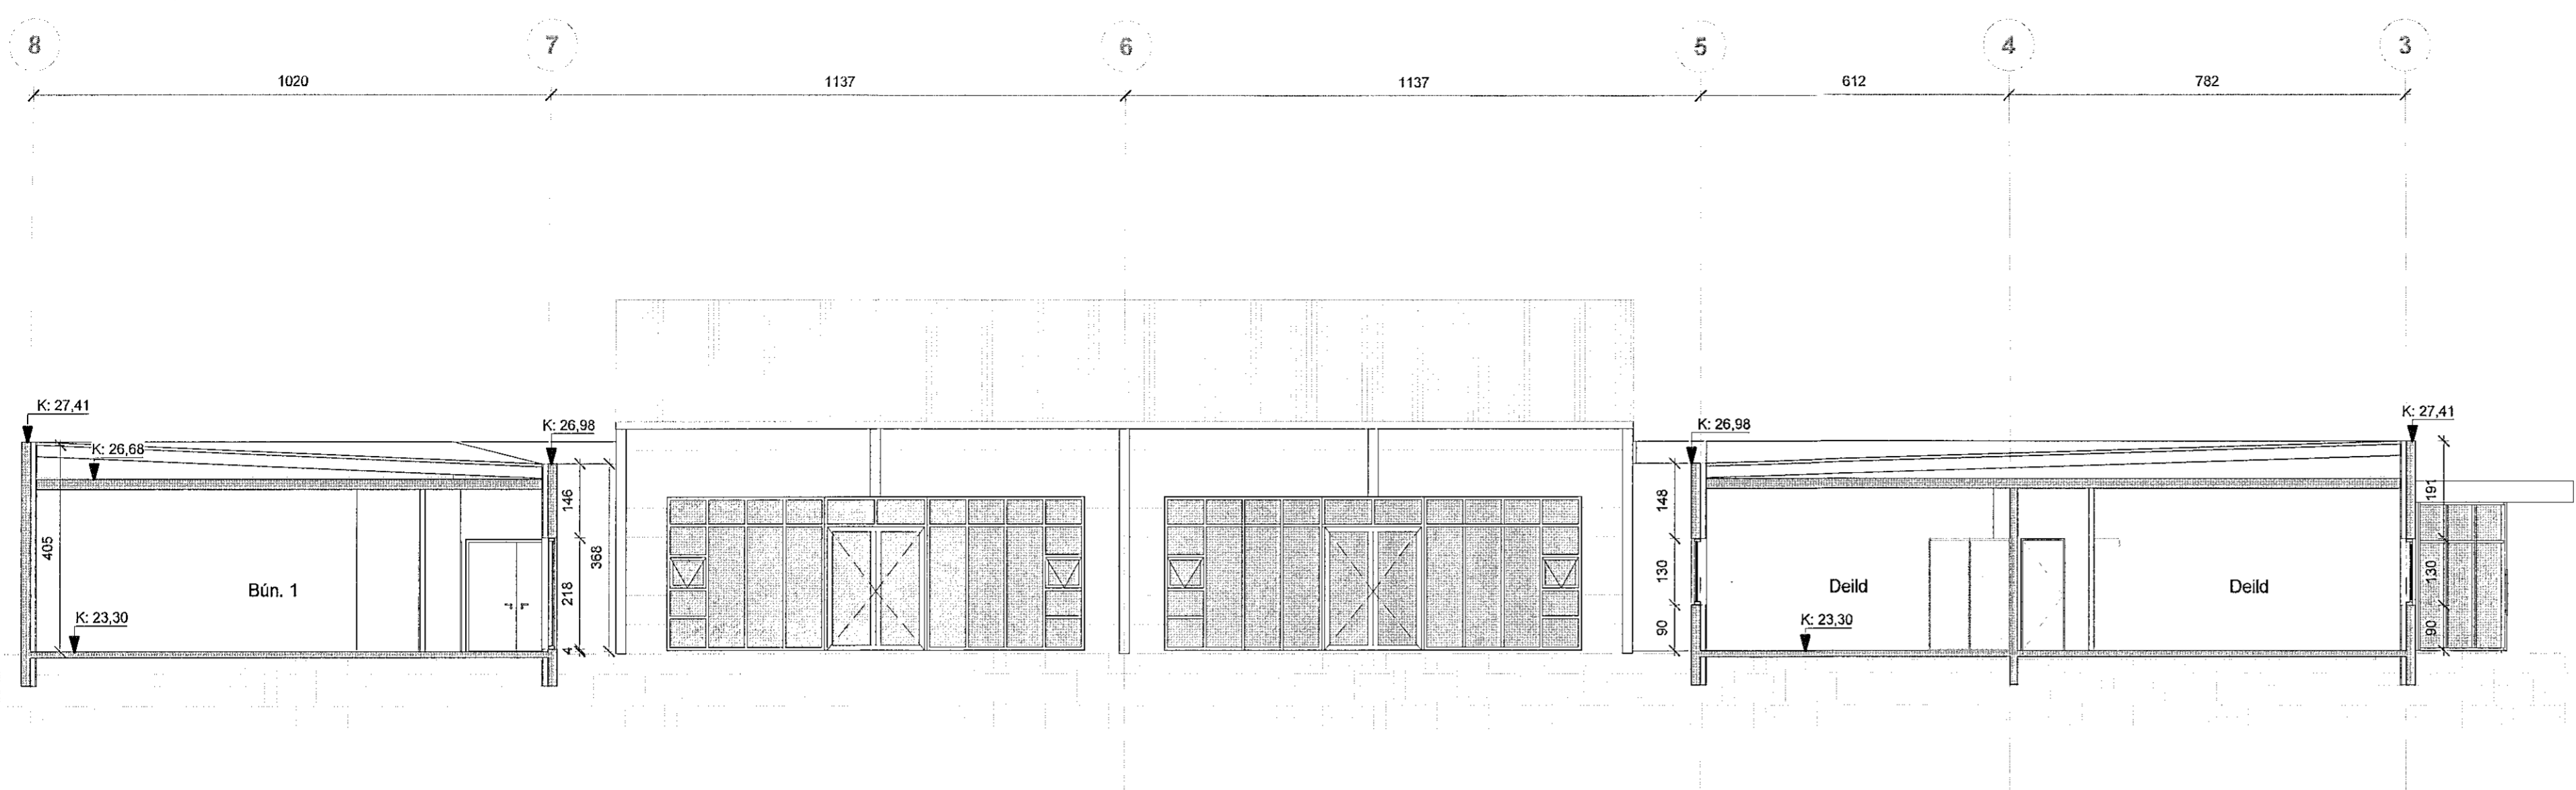 8 7 6 5 4 3
1020 1137 1137 612 782
K: 27,41
K: 26,68
K: 26,98
K: 26,98
K: 27,41
146
148
191
405
368
218
130
130
Bún. 1
Deild
Deild
K: 23,30
K: 23,30
90
90
4